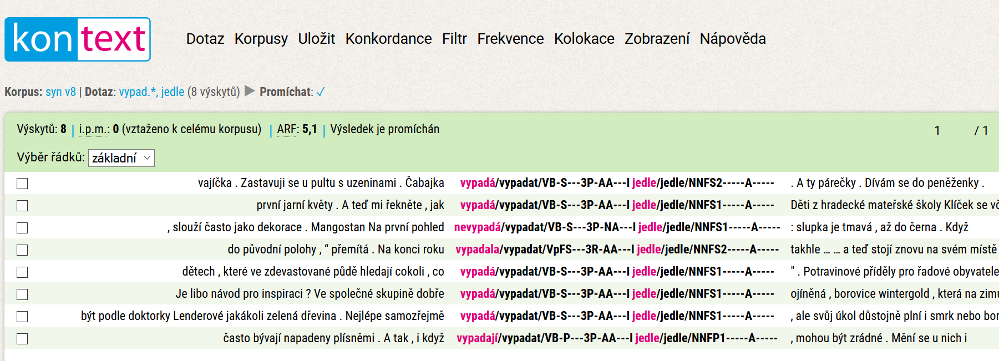 kontext
Dotaz Korpusy Uložit Konkordance Filtr Frekvence Kolokace Zobrazení Nápověda
Korpus: syn v8 | Dotaz: vypad.*, jedle (8 výskytů) ▶ Promíchat: ✓
Výskytů: 8 | i.p.m.: 0 (vztaženo k celému korpusu) | ARF: 5,1 | Výsledek je promíchán 1 / 1
Výběr řádků: základní
vajíčka . Zastavuji se u pultu s uzeninami . Čabajka vypadá/vypadat/VB-S---3P-AA---I jedle/jedle/NNFS2-----A----- . A ty párečky . Dívám se do peněženky .
první jarní květy . A teď mi řekněte , jak vypadá/vypadat/VB-S---3P-AA---I jedle/jedle/NNFS1-----A----- Děti z hradecké mateřské školy Klíček se
, slouží často jako dekorace . Mangostan Na první pohled nevypadá/vypadat/VB-S---3P-NA---I jedle/jedle/NNFS1-----A----- : slupka je tmavá , až do černa . Když
do původní polohy , “ přemítá . Na konci roku vypadala/vypadat/VpFS---3R-AA---I jedle/jedle/NNFS2-----A----- takhle … … a teď stojí znovu na svém místě
dětech , které ve zdevastované půdě hledají cokoli , co vypadá/vypadat/VB-S---3P-AA---I jedle/jedle/NNFS1-----A----- " . Potravinové příděly pro řadové obyvatele
Je libo návod pro inspiraci ? Ve společné skupině dobře vypadá/vypadat/VB-S---3P-AA---I jedle/jedle/NNFS1-----A----- ojíněná , borovice wintergold , která na zimu
být podle doktorky Lenderové jakákoli zelená dřevina . Nejlépe samozřejmě vypadá/vypadat/VB-S---3P-AA---I jedle/jedle/NNFS1-----A----- , ale svůj úkol důstojně plní i smrk nebo
často bývají napadeny plísněmi . A tak , i když vypadají/vypadat/VB-P---3P-AA---I jedle/jedle/NNFP1-----A----- , mohou být zrádné . Mění se u nich i